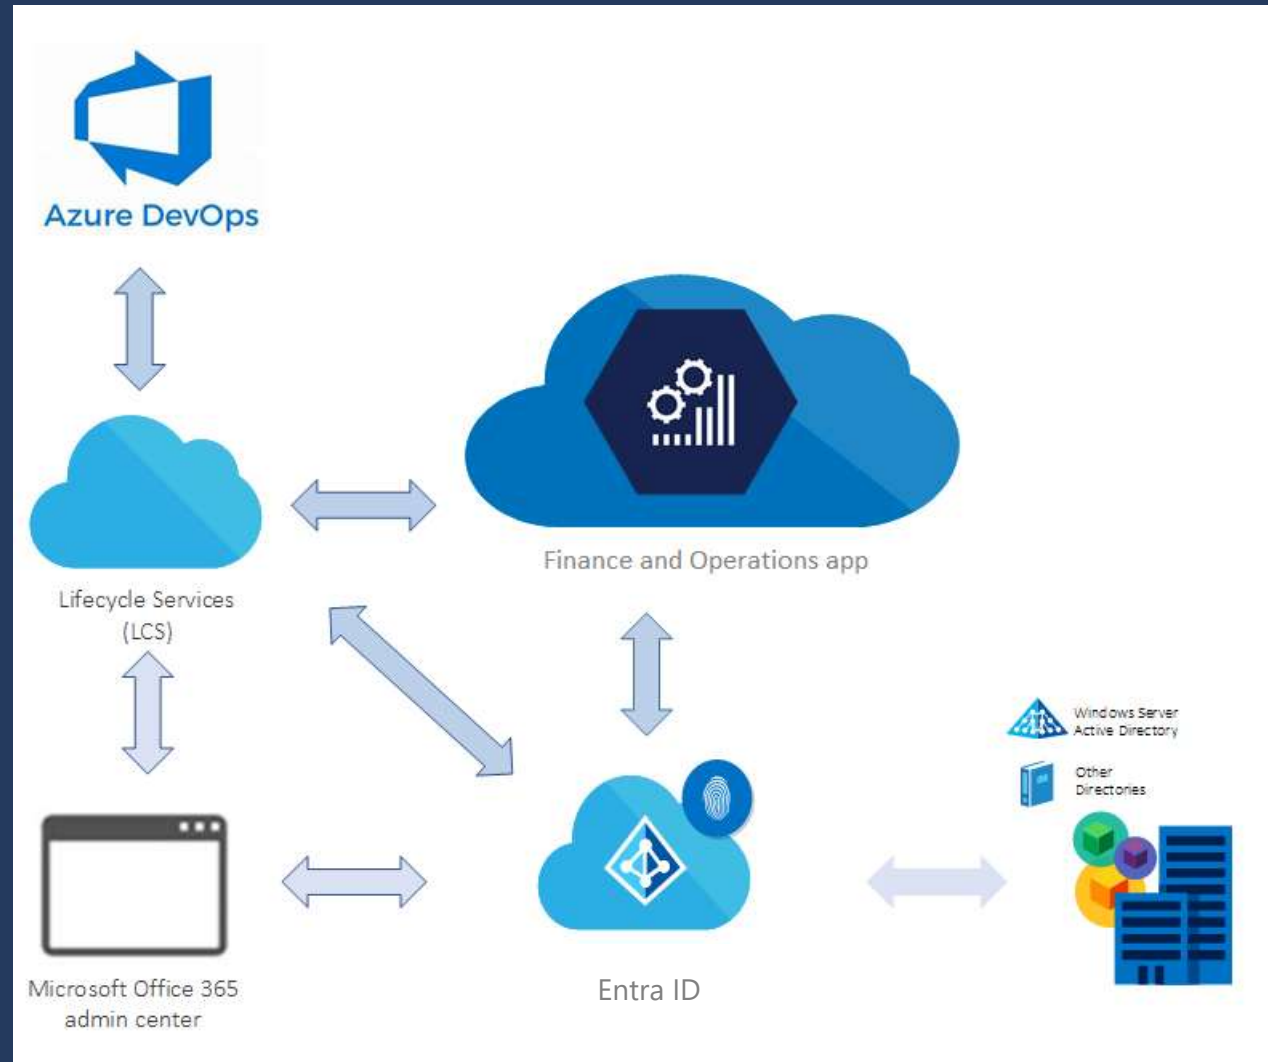 Azure DevOps
Finance and Operations app
Lifecycle Services
(LCS)
Windows Server
Active Directory
Other
Directories
Microsoft Office 365
admin center
Entra ID